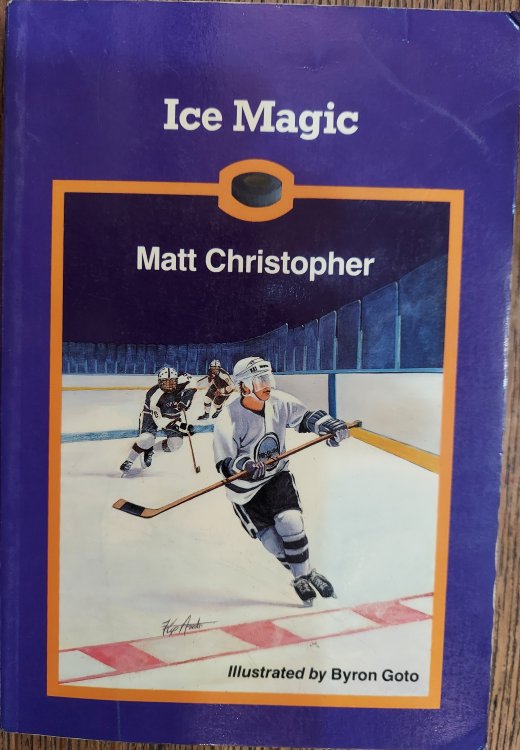 Ice Magic
Matt Christopher
Illustrated by Byron Goto